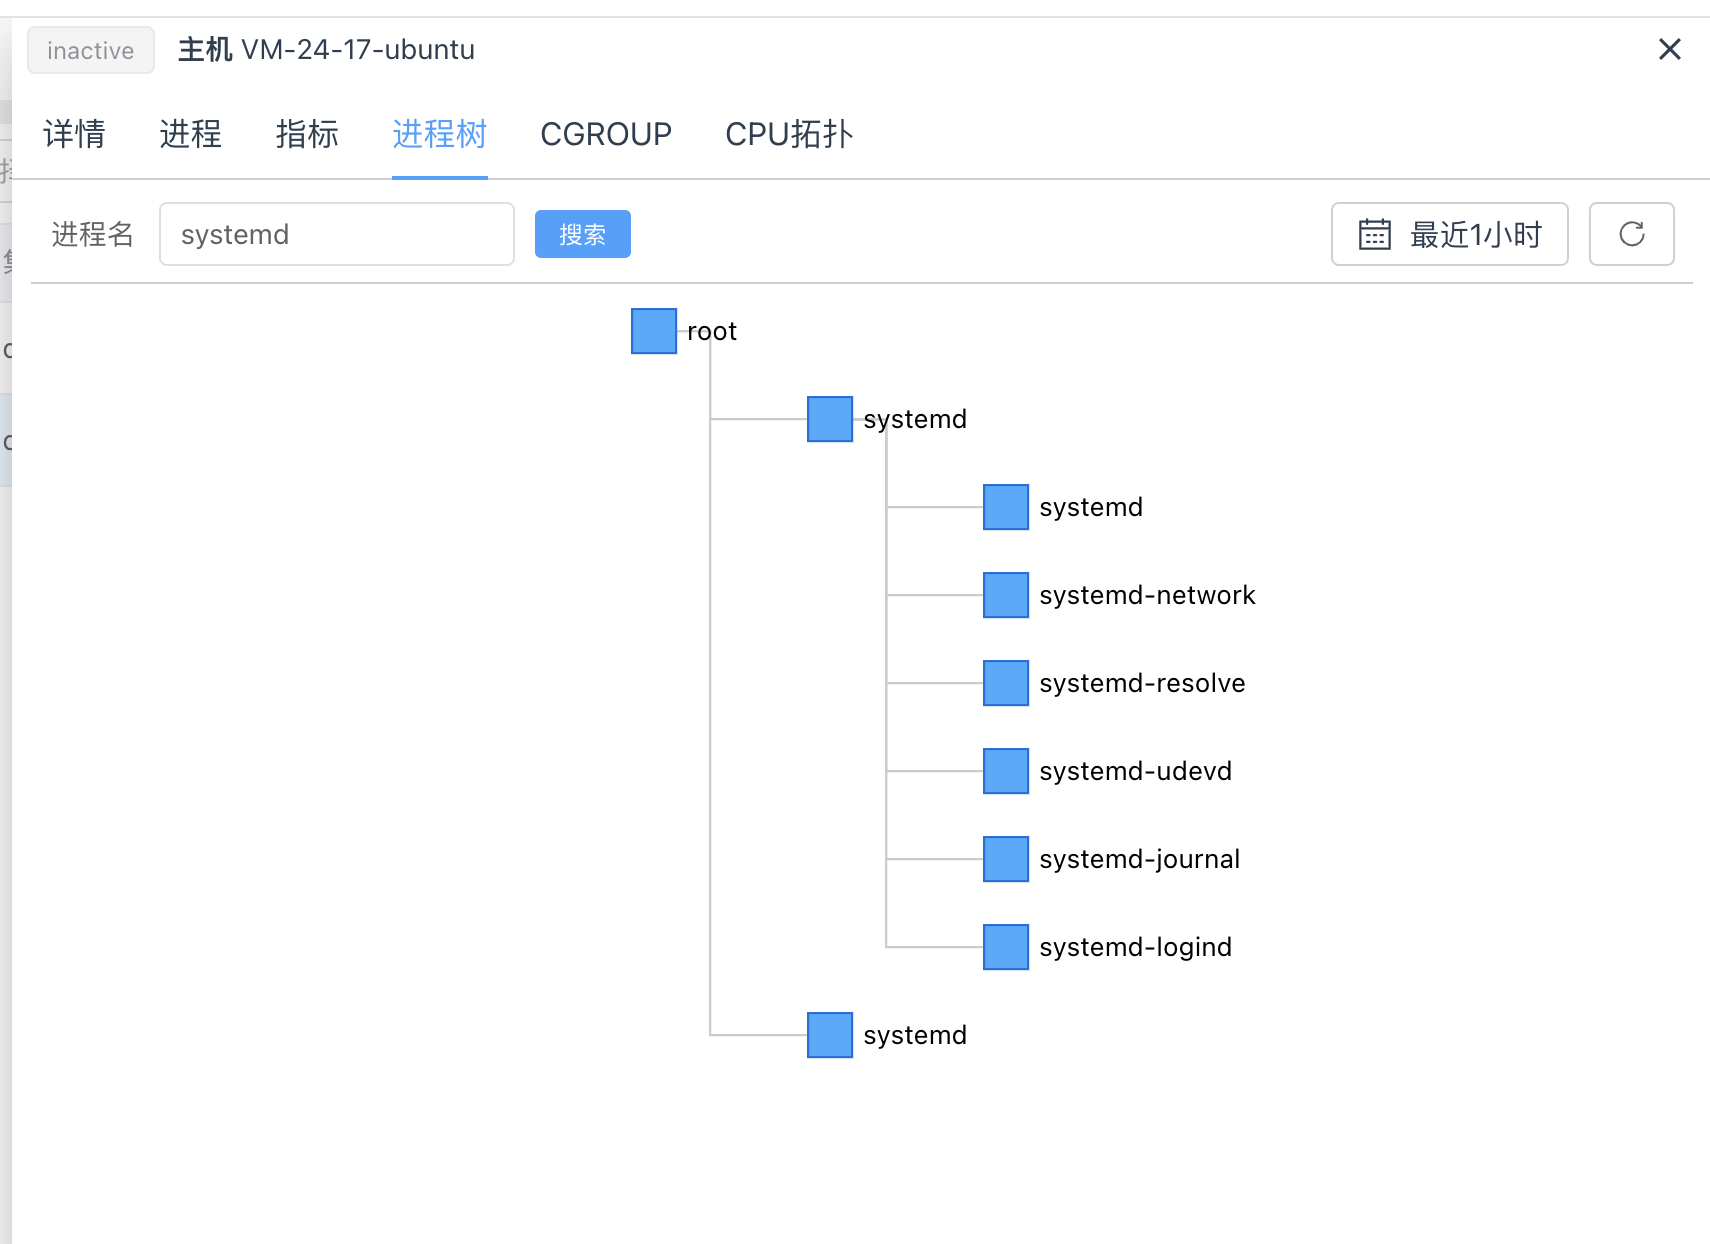 inactive 主机 VM-24-17-ubuntu
详情 进程 指标 进程树 CGROUP CPU拓扑
进程名 systemd 搜索 最近1小时
root
systemd
systemd
systemd-network
systemd-resolve
systemd-udevd
systemd-journal
systemd-logind
systemd